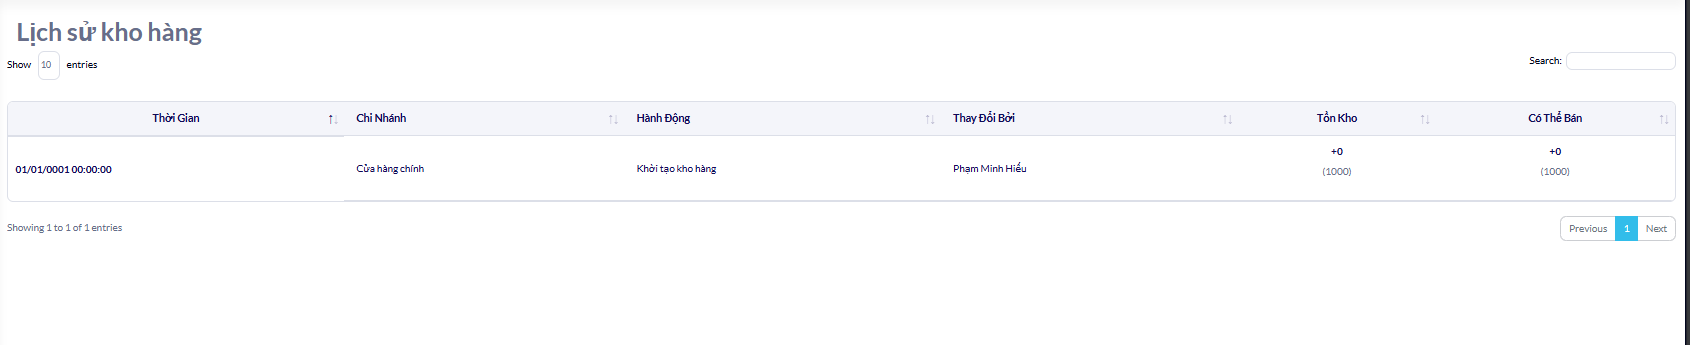 Lịch sử kho hàng
Show 10 entries
Search:
Thời Gian Chi Nhánh Hành Động Thay Đổi Bởi Tồn Kho Có Thể Bán
01/01/0001 00:00:00 Cửa hàng chính Khởi tạo kho hàng Phạm Minh Hiếu +0 +0
(1000) (1000)
Showing 1 to 1 of 1 entries
Previous 1 Next